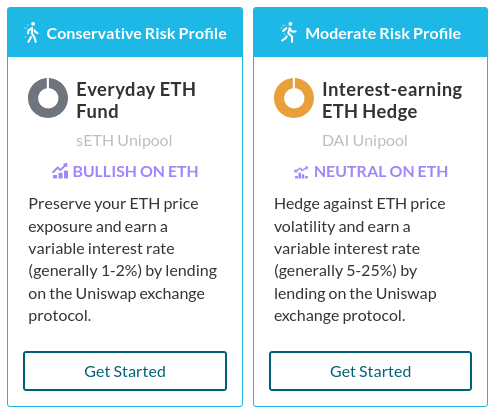 Conservative Risk Profile
Everyday ETH
Fund
sETH Unipool
BULLISH ON ETH
Preserve your ETH price
exposure and earn a
variable interest rate
(generally 1-2%) by lending
on the Uniswap exchange
protocol.
Get Started
Moderate Risk Profile
Interest-earning
ETH Hedge
DAI Unipool
NEUTRAL ON ETH
Hedge against ETH price
volatility and earn a
variable interest rate
(generally 5-25%) by
lending on the Uniswap
exchange protocol.
Get Started